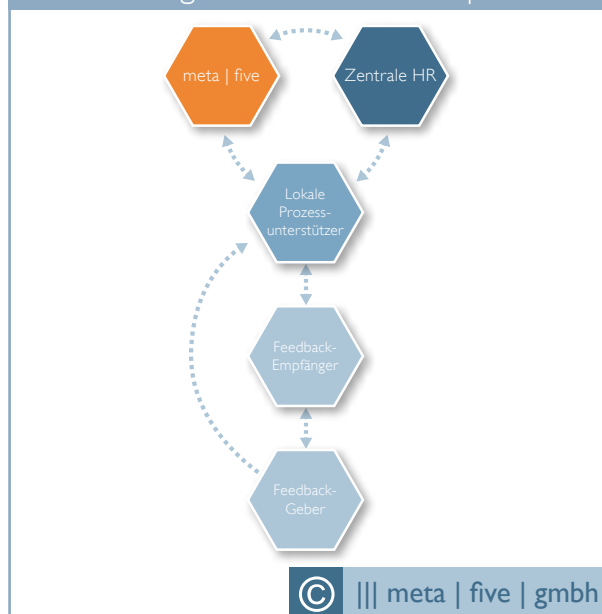 meta | five
Zentrale HR
Lokale
Prozess-
unterstützer
Feedback-
Empfänger
Feedback-
Geber
© ||| meta | five | gmbh